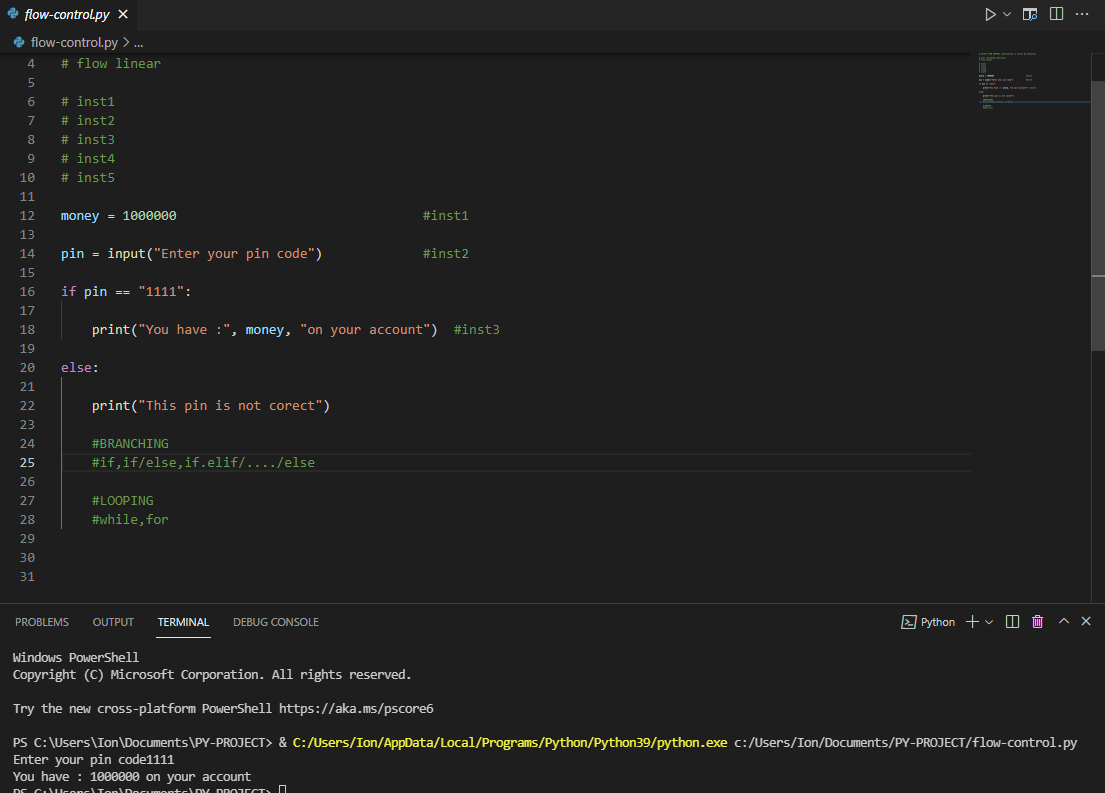 flow-control.py
flow-control.py > ...
4 # flow linear
5
6 # inst1
7 # inst2
8 # inst3
9 # inst4
10 # inst5
11
12 money = 1000000 #inst1
13
14 pin = input("Enter your pin code") #inst2
15
16 if pin == "1111":
17
18 print("You have :", money, "on your account") #inst3
19
20 else:
21
22 print("This pin is not corect")
23
24 #BRANCHING
25 #if,if/else,if.elif/..../else
26
27 #LOOPING
28 #while,for
29
30
31
PROBLEMS OUTPUT TERMINAL DEBUG CONSOLE Python
Windows PowerShell
Copyright (C) Microsoft Corporation. All rights reserved.
Try the new cross-platform PowerShell https://aka.ms/pscore6
PS C:\Users\Ion\Documents\PY-PROJECT> & C:/Users/Ion/AppData/Local/Programs/Python/Python39/python.exe c:/Users/Ion/Documents/PY-PROJECT/flow-control.py
Enter your pin code1111
You have : 1000000 on your account
PS C:\Users\Ion\Documents\PY-PROJECT>